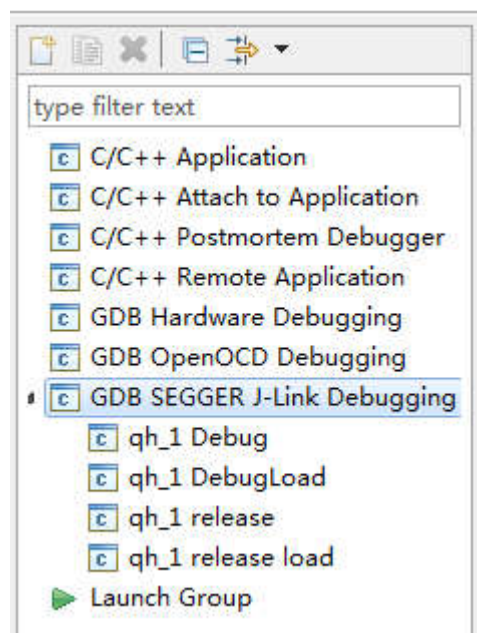 type filter text
C/C++ Application
C/C++ Attach to Application
C/C++ Postmortem Debugger
C/C++ Remote Application
GDB Hardware Debugging
GDB OpenOCD Debugging
GDB SEGGER J-Link Debugging
qh_1 Debug
qh_1 DebugLoad
qh_1 release
qh_1 release load
Launch Group